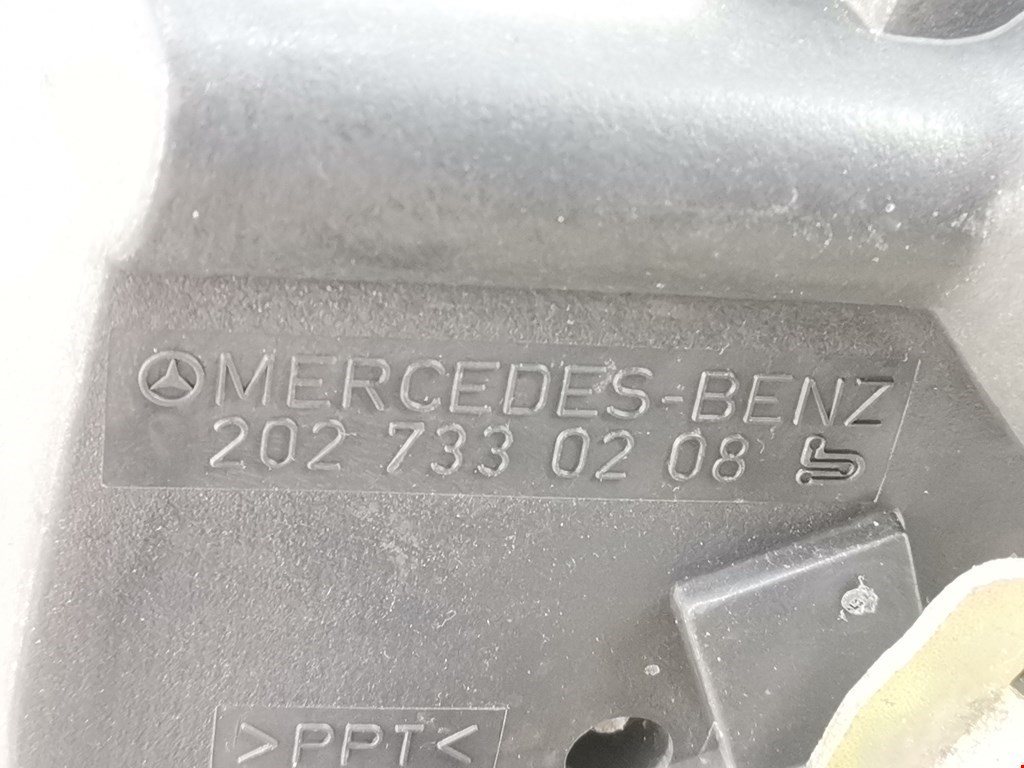 MERCEDES-BENZ
202 733 02 08
>PPT<